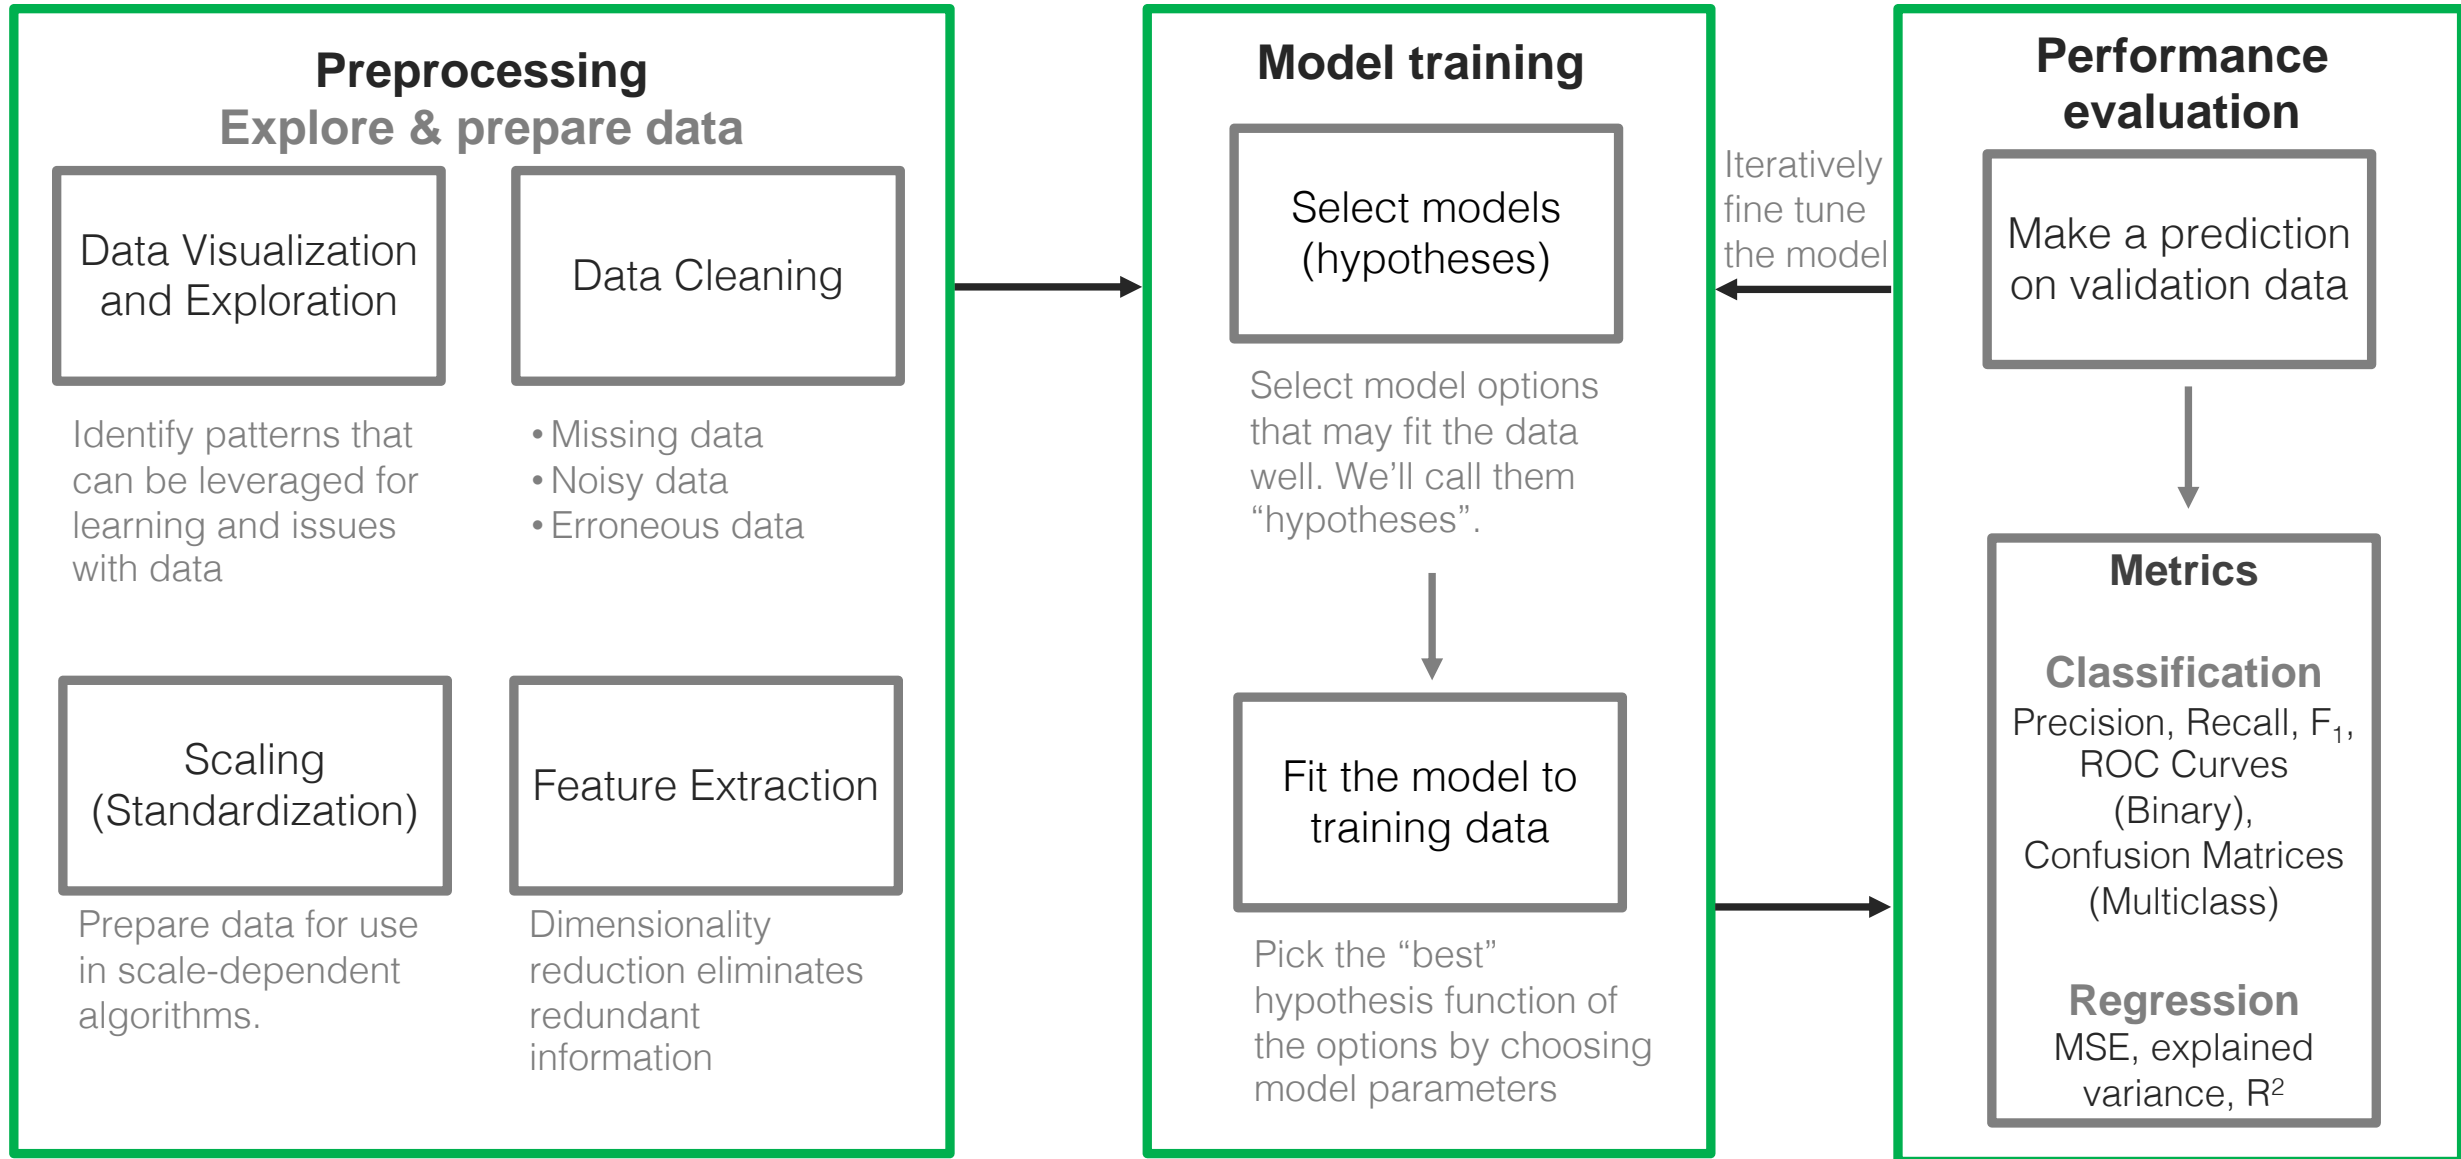 Preprocessing
Explore & prepare data
Data Visualization
and Exploration
Identify patterns that
can be leveraged for
learning and issues
with data
Data Cleaning
• Missing data
• Noisy data
• Erroneous data
Scaling
(Standardization)
Prepare data for use
in scale-dependent
algorithms.
Feature Extraction
Dimensionality
reduction eliminates
redundant
information
Model training
Select models
(hypotheses)
Select model options
that may fit the data
well. We’ll call them
“hypotheses”.
Fit the model to
training data
Pick the “best”
hypothesis function of
the options by choosing
model parameters
Iteratively
fine tune
the model
Performance
evaluation
Make a prediction
on validation data
Metrics
Classification
Precision, Recall, F₁,
ROC Curves
(Binary),
Confusion Matrices
(Multiclass)
Regression
MSE, explained
variance, R²